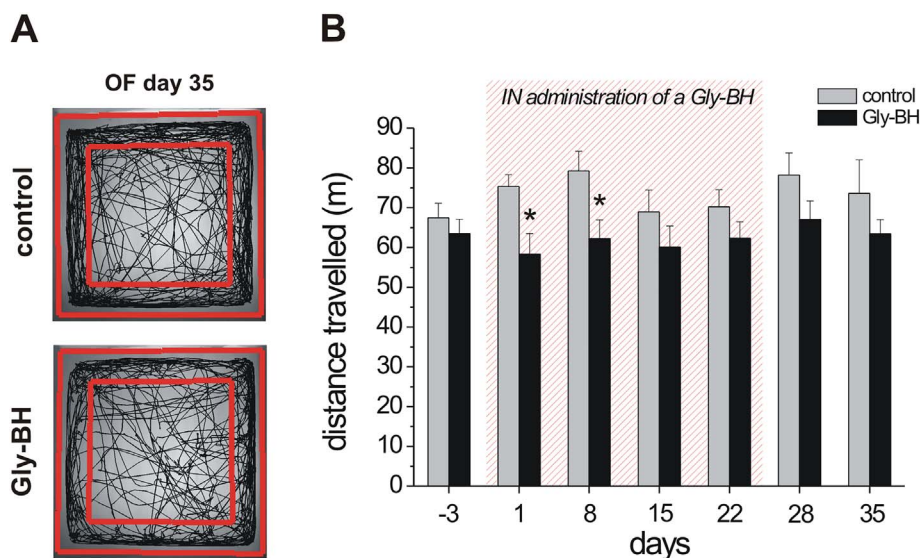 A
OF day 35
control
Gly-BH
B
IN administration of a Gly-BH
control
Gly-BH
distance travelled (m)
90
80
70
60
50
40
30
20
10
0
*
*
-3 1 8 15 22 28 35
days